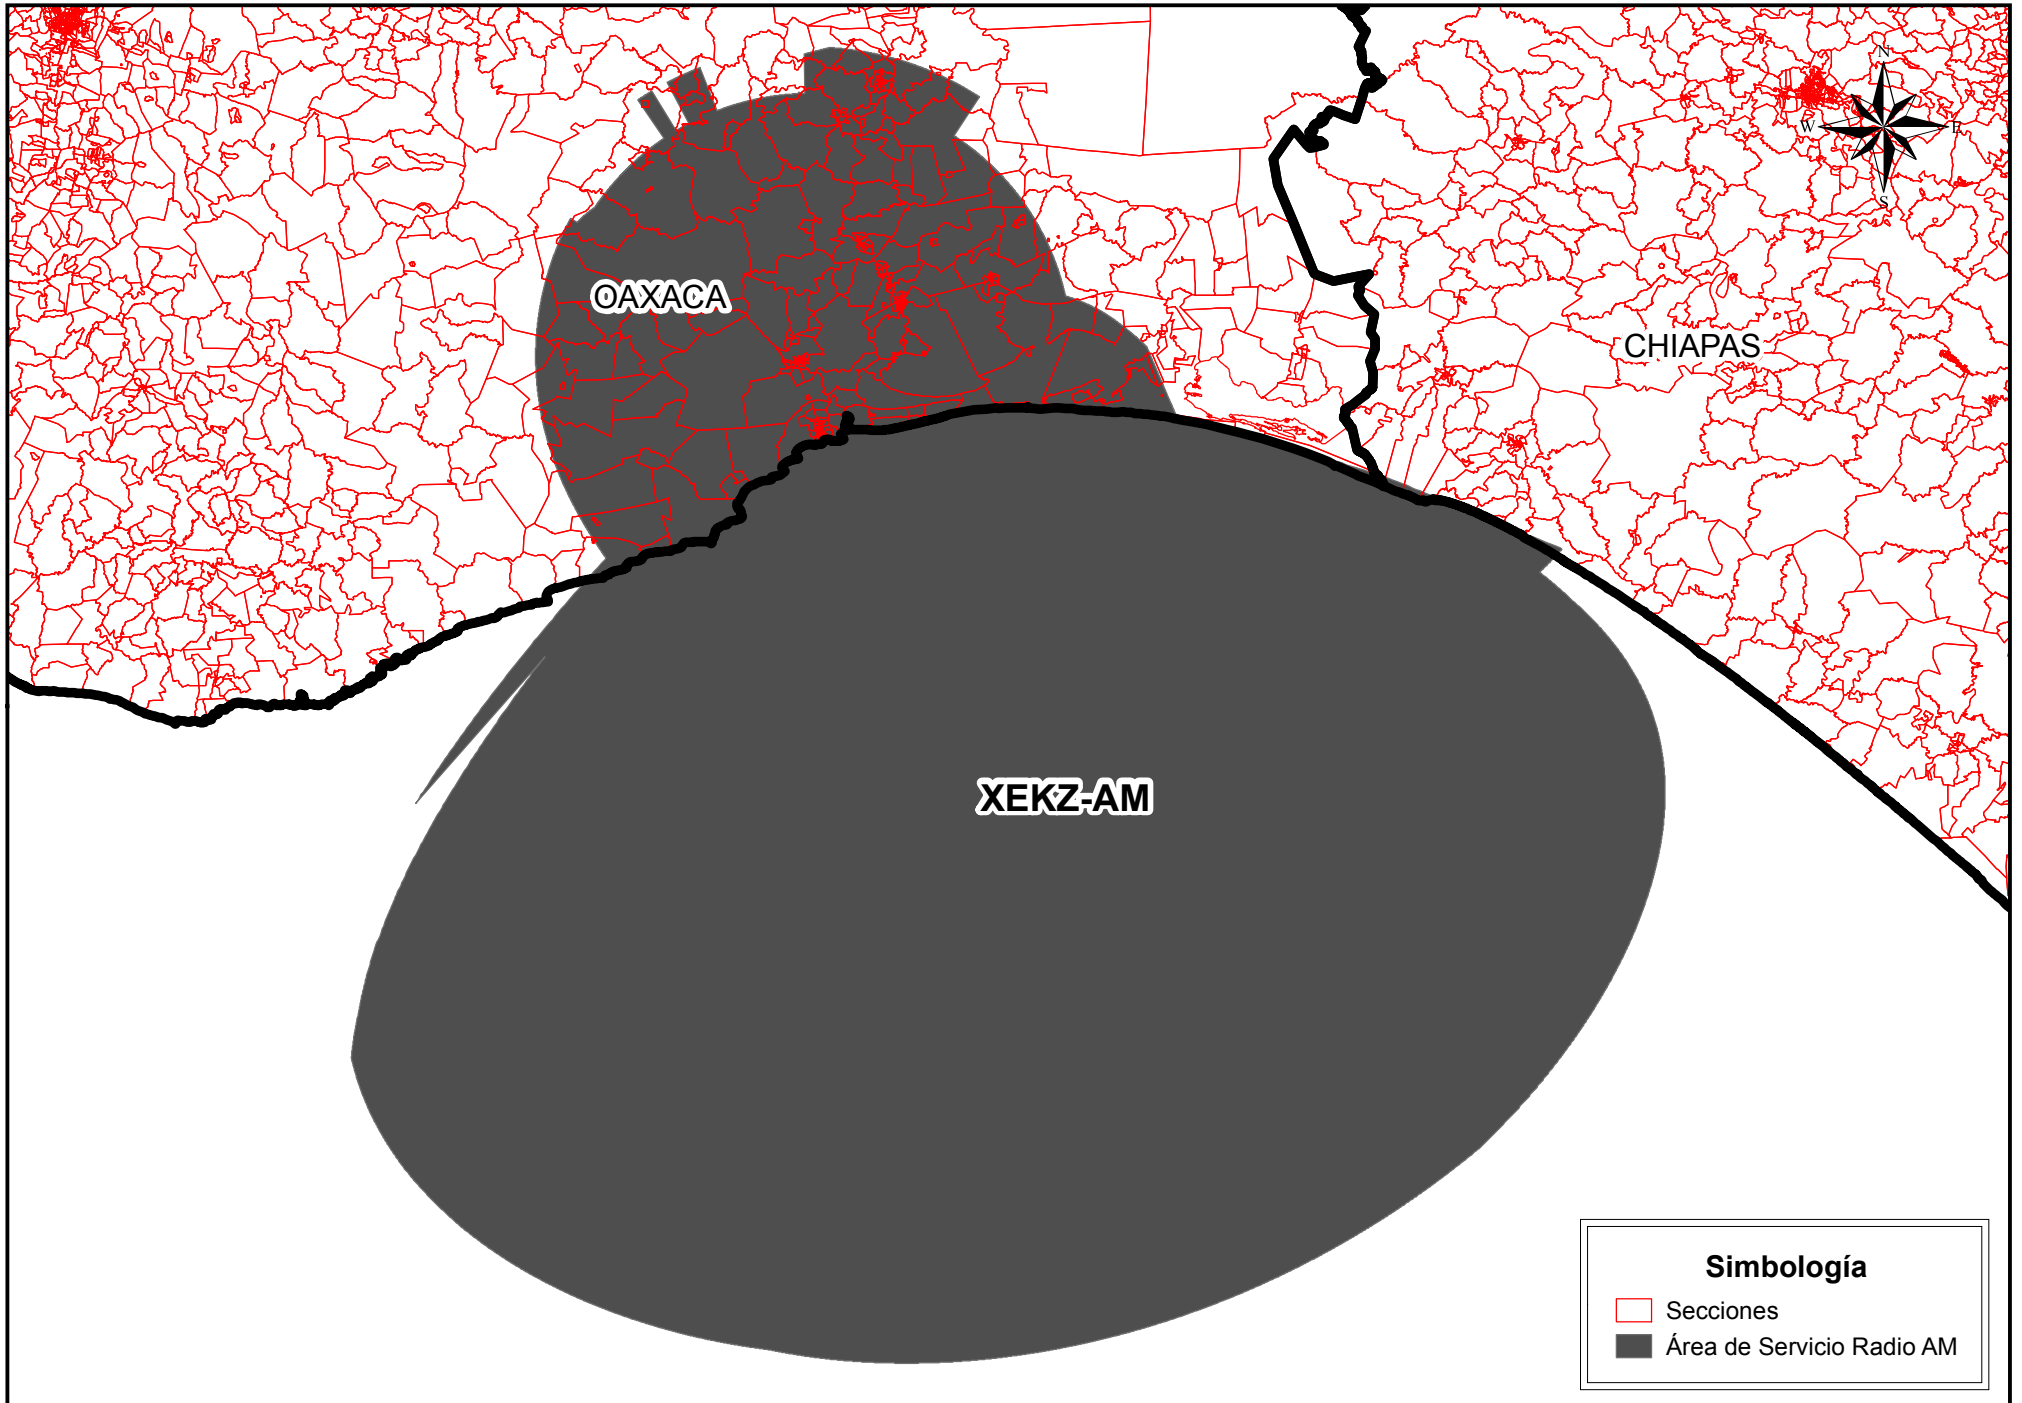 N
W
E
S
OAXACA
CHIAPAS
XEKZ-AM
Simbología
Secciones
Área de Servicio Radio AM